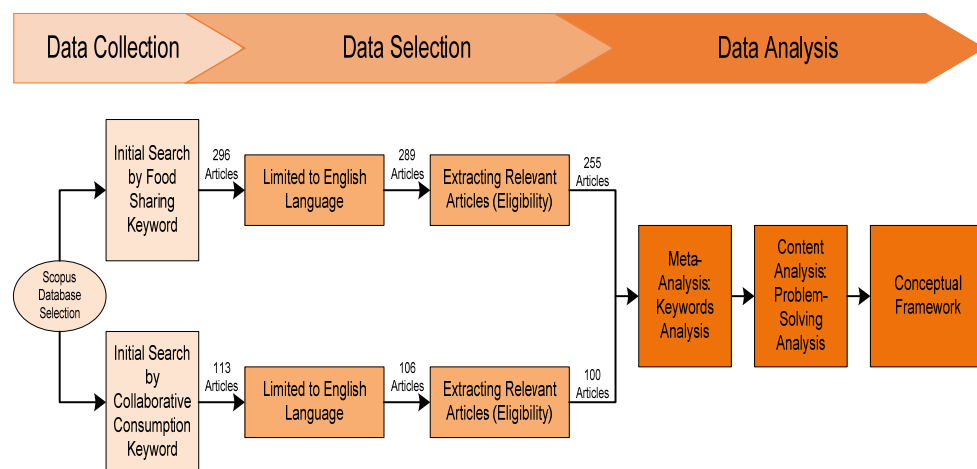 Data Collection
Data Selection
Data Analysis
Initial Search
by Food
Sharing
Keyword
296
Articles
Limited to English
Language
289
Articles
Extracting Relevant
Articles (Eligibility)
255
Articles
Scopus
Database
Selection
Meta-
Analysis:
Keywords
Analysis
Content
Analysis:
Problem-
Solving
Analysis
Conceptual
Framework
Initial Search
by
Collaborative
Consumption
Keyword
113
Articles
Limited to English
Language
106
Articles
Extracting Relevant
Articles (Eligibility)
100
Articles